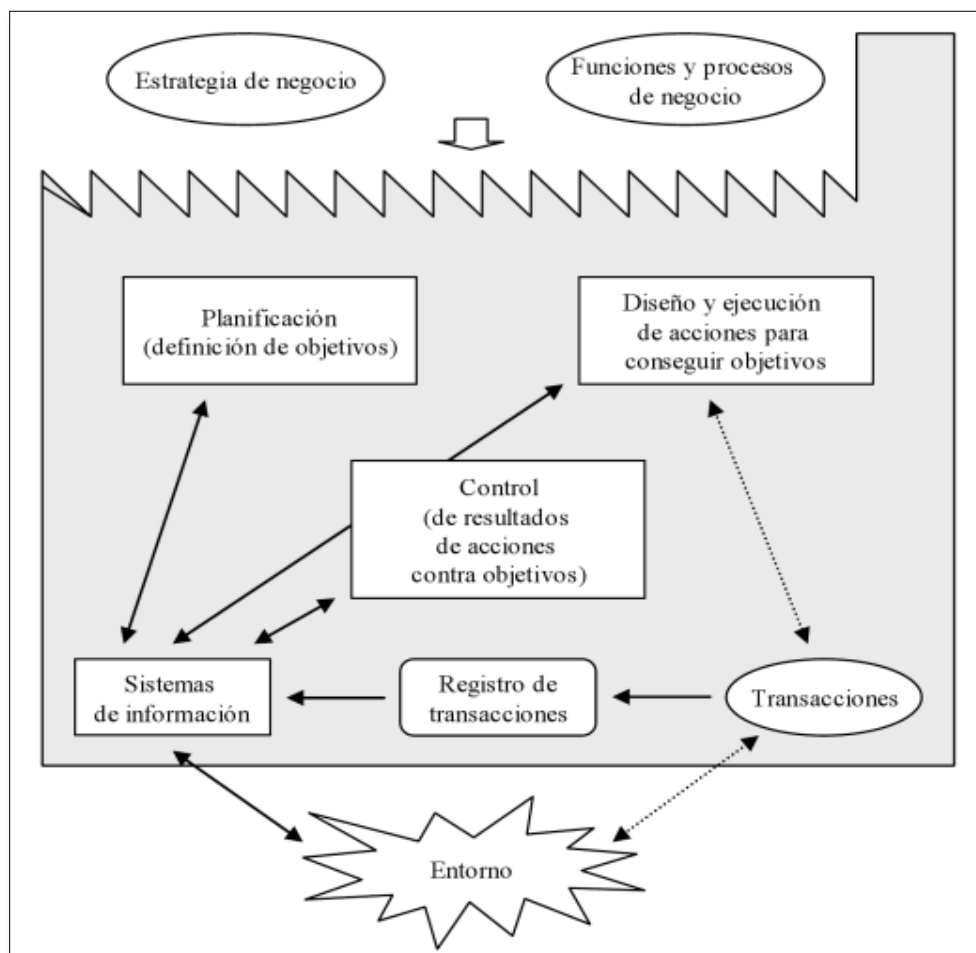 Estrategia de negocio
Funciones y procesos
de negocio
Planificación
(definición de objetivos)
Diseño y ejecución
de acciones para
conseguir objetivos
Control
(de resultados
de acciones
contra objetivos)
Sistemas
de información
Registro de
transacciones
Transacciones
Entorno